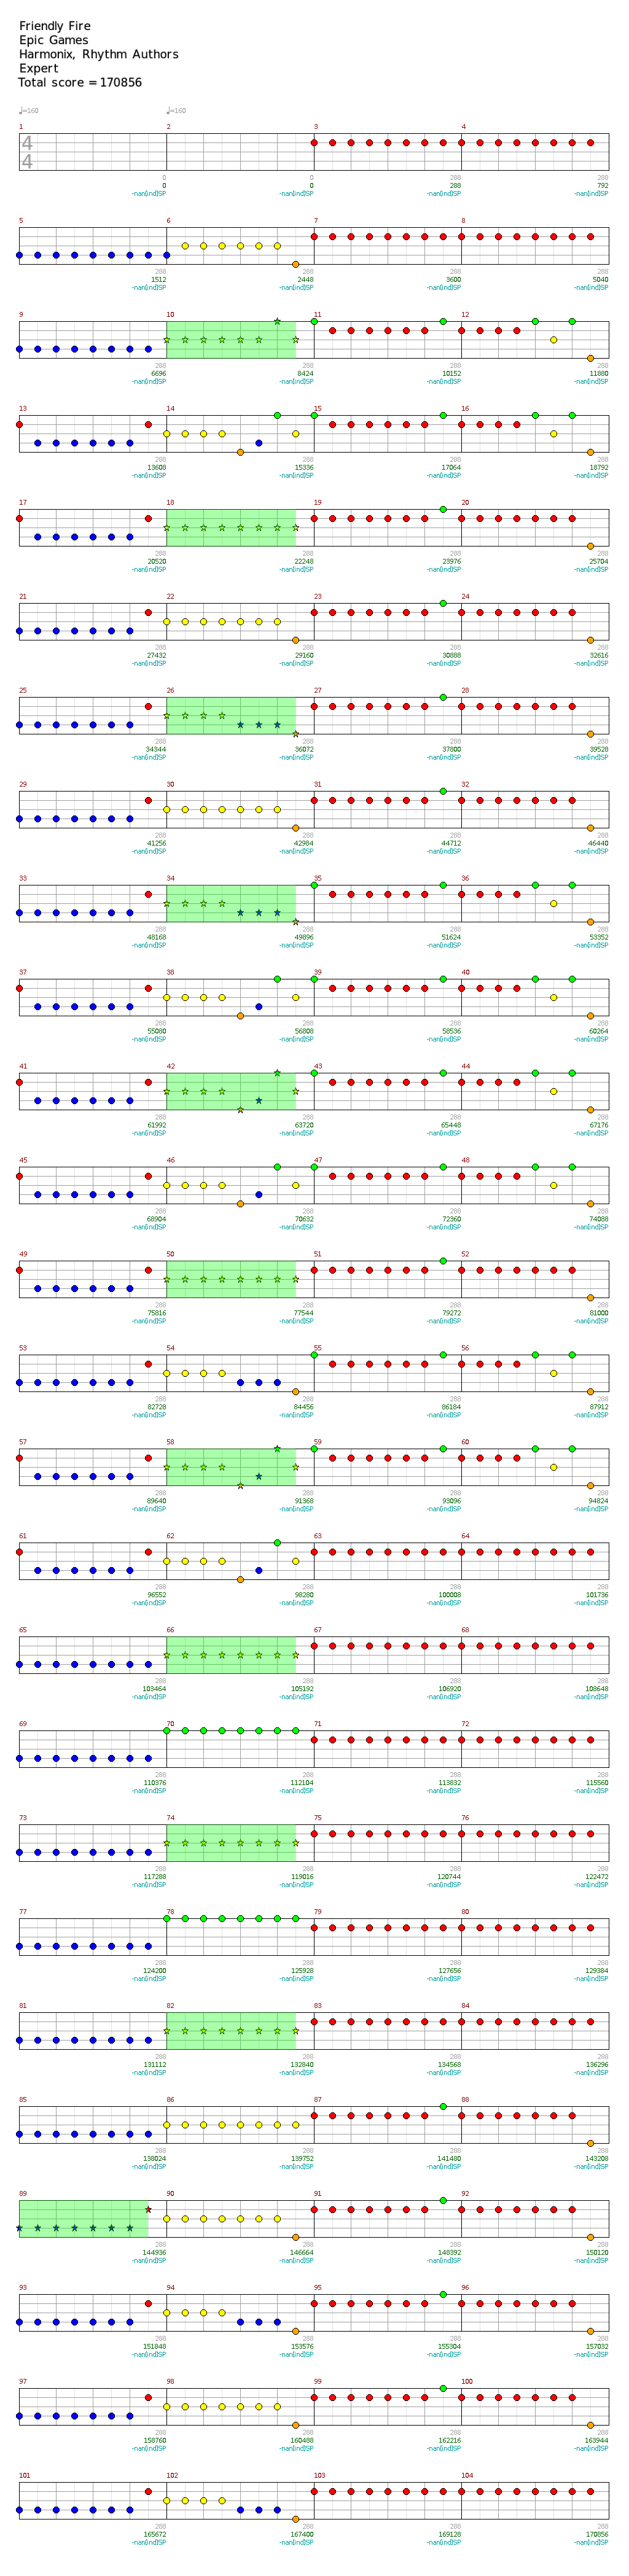 Friendly Fire
Epic Games
Harmonix, Rhythm Authors
Expert
Total score = 170856
♩=160 ♩=160
1 2 3 4
4
4
0 0 288 288
0 0 288 792
-nan(ind)SP -nan(ind)SP -nan(ind)SP -nan(ind)SP
5 6 7 8
288 288 288 288
1512 2448 3600 5040
-nan(ind)SP -nan(ind)SP -nan(ind)SP -nan(ind)SP
9 10 11 12
288 288 288 288
6696 8424 10152 11880
-nan(ind)SP -nan(ind)SP -nan(ind)SP -nan(ind)SP
13 14 15 16
288 288 288 288
13608 15336 17064 18792
-nan(ind)SP -nan(ind)SP -nan(ind)SP -nan(ind)SP
17 18 19 20
288 288 288 288
20520 22248 23976 25704
-nan(ind)SP -nan(ind)SP -nan(ind)SP -nan(ind)SP
21 22 23 24
288 288 288 288
27432 29160 30888 32616
-nan(ind)SP -nan(ind)SP -nan(ind)SP -nan(ind)SP
25 26 27 28
288 288 288 288
34344 36072 37800 39528
-nan(ind)SP -nan(ind)SP -nan(ind)SP -nan(ind)SP
29 30 31 32
288 288 288 288
41256 42984 44712 46440
-nan(ind)SP -nan(ind)SP -nan(ind)SP -nan(ind)SP
33 34 35 36
288 288 288 288
48168 49896 51624 53352
-nan(ind)SP -nan(ind)SP -nan(ind)SP -nan(ind)SP
37 38 39 40
288 288 288 288
55080 56808 58536 60264
-nan(ind)SP -nan(ind)SP -nan(ind)SP -nan(ind)SP
41 42 43 44
288 288 288 288
61992 63720 65448 67176
-nan(ind)SP -nan(ind)SP -nan(ind)SP -nan(ind)SP
45 46 47 48
288 288 288 288
68904 70632 72360 74088
-nan(ind)SP -nan(ind)SP -nan(ind)SP -nan(ind)SP
49 50 51 52
288 288 288 288
75816 77544 79272 81000
-nan(ind)SP -nan(ind)SP -nan(ind)SP -nan(ind)SP
53 54 55 56
288 288 288 288
82728 84456 86184 87912
-nan(ind)SP -nan(ind)SP -nan(ind)SP -nan(ind)SP
57 58 59 60
288 288 288 288
89640 91368 93096 94824
-nan(ind)SP -nan(ind)SP -nan(ind)SP -nan(ind)SP
61 62 63 64
288 288 288 288
96552 98280 100008 101736
-nan(ind)SP -nan(ind)SP -nan(ind)SP -nan(ind)SP
65 66 67 68
288 288 288 288
103464 105192 106920 108648
-nan(ind)SP -nan(ind)SP -nan(ind)SP -nan(ind)SP
69 70 71 72
288 288 288 288
110376 112104 113832 115560
-nan(ind)SP -nan(ind)SP -nan(ind)SP -nan(ind)SP
73 74 75 76
288 288 288 288
117288 119016 120744 122472
-nan(ind)SP -nan(ind)SP -nan(ind)SP -nan(ind)SP
77 78 79 80
288 288 288 288
124200 125928 127656 129384
-nan(ind)SP -nan(ind)SP -nan(ind)SP -nan(ind)SP
81 82 83 84
288 288 288 288
131112 132840 134568 136296
-nan(ind)SP -nan(ind)SP -nan(ind)SP -nan(ind)SP
85 86 87 88
288 288 288 288
138024 139752 141480 143208
-nan(ind)SP -nan(ind)SP -nan(ind)SP -nan(ind)SP
89 90 91 92
288 288 288 288
144936 146664 148392 150120
-nan(ind)SP -nan(ind)SP -nan(ind)SP -nan(ind)SP
93 94 95 96
288 288 288 288
151848 153576 155304 157032
-nan(ind)SP -nan(ind)SP -nan(ind)SP -nan(ind)SP
97 98 99 100
288 288 288 288
158760 160488 162216 163944
-nan(ind)SP -nan(ind)SP -nan(ind)SP -nan(ind)SP
101 102 103 104
288 288 288 288
165672 167400 169128 170856
-nan(ind)SP -nan(ind)SP -nan(ind)SP -nan(ind)SP